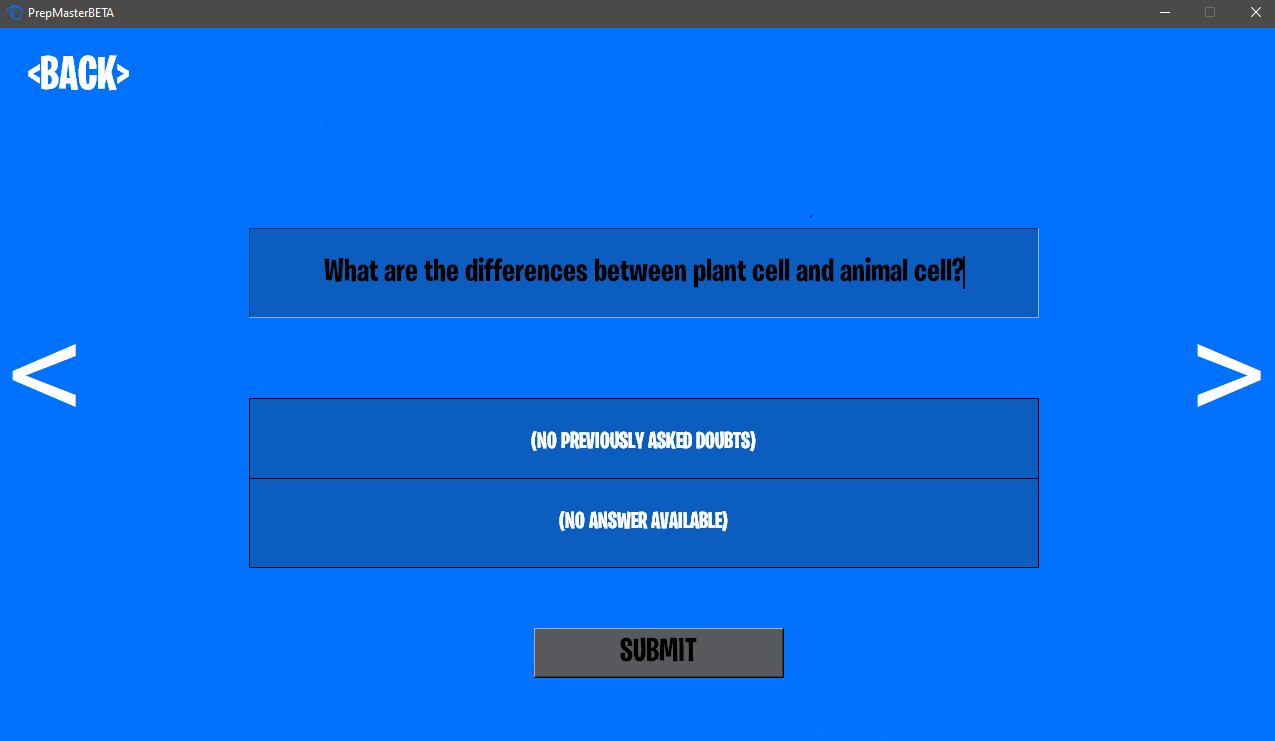 PrepMasterBETA
<BACK>
What are the differences between plant cell and animal cell?
< >
(NO PREVIOUSLY ASKED DOUBTS)
(NO ANSWER AVAILABLE)
SUBMIT